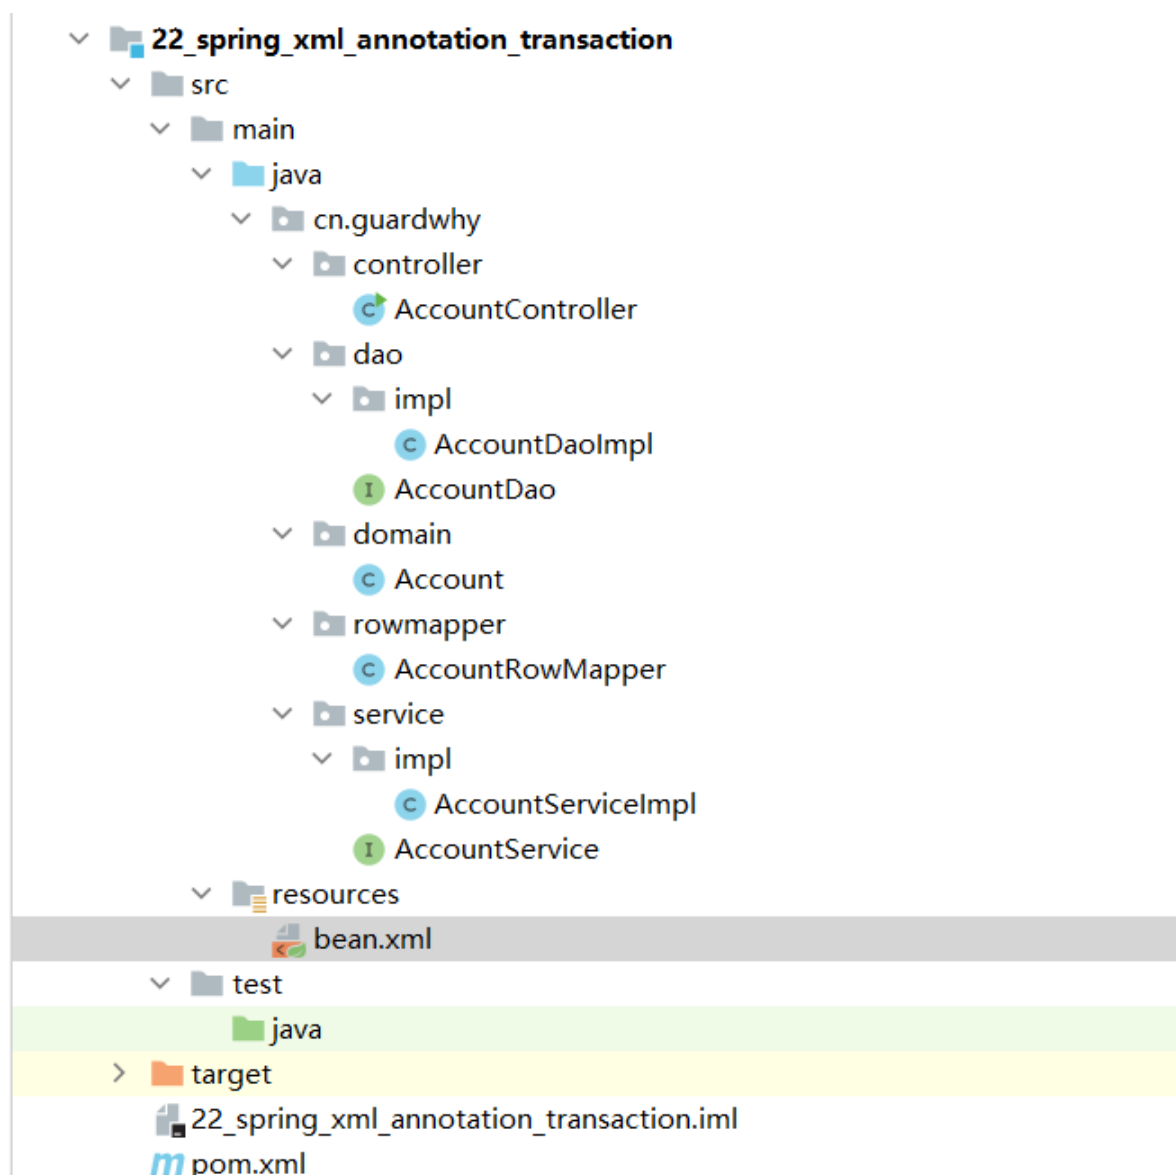 22_spring_xml_annotation_transaction
src
main
java
cn.guardwhy
controller
AccountController
dao
impl
AccountDaoImpl
AccountDao
domain
Account
rowmapper
AccountRowMapper
service
impl
AccountServiceImpl
AccountService
resources
bean.xml
test
java
target
22_spring_xml_annotation_transaction.iml
pom.xml